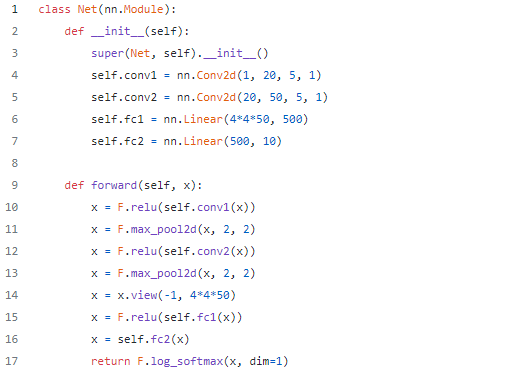 1 class Net(nn.Module):
2     def __init__(self):
3         super(Net, self).__init__()
4         self.conv1 = nn.Conv2d(1, 20, 5, 1)
5         self.conv2 = nn.Conv2d(20, 50, 5, 1)
6         self.fc1 = nn.Linear(4*4*50, 500)
7         self.fc2 = nn.Linear(500, 10)
8
9     def forward(self, x):
10         x = F.relu(self.conv1(x))
11         x = F.max_pool2d(x, 2, 2)
12         x = F.relu(self.conv2(x))
13         x = F.max_pool2d(x, 2, 2)
14         x = x.view(-1, 4*4*50)
15         x = F.relu(self.fc1(x))
16         x = self.fc2(x)
17         return F.log_softmax(x, dim=1)